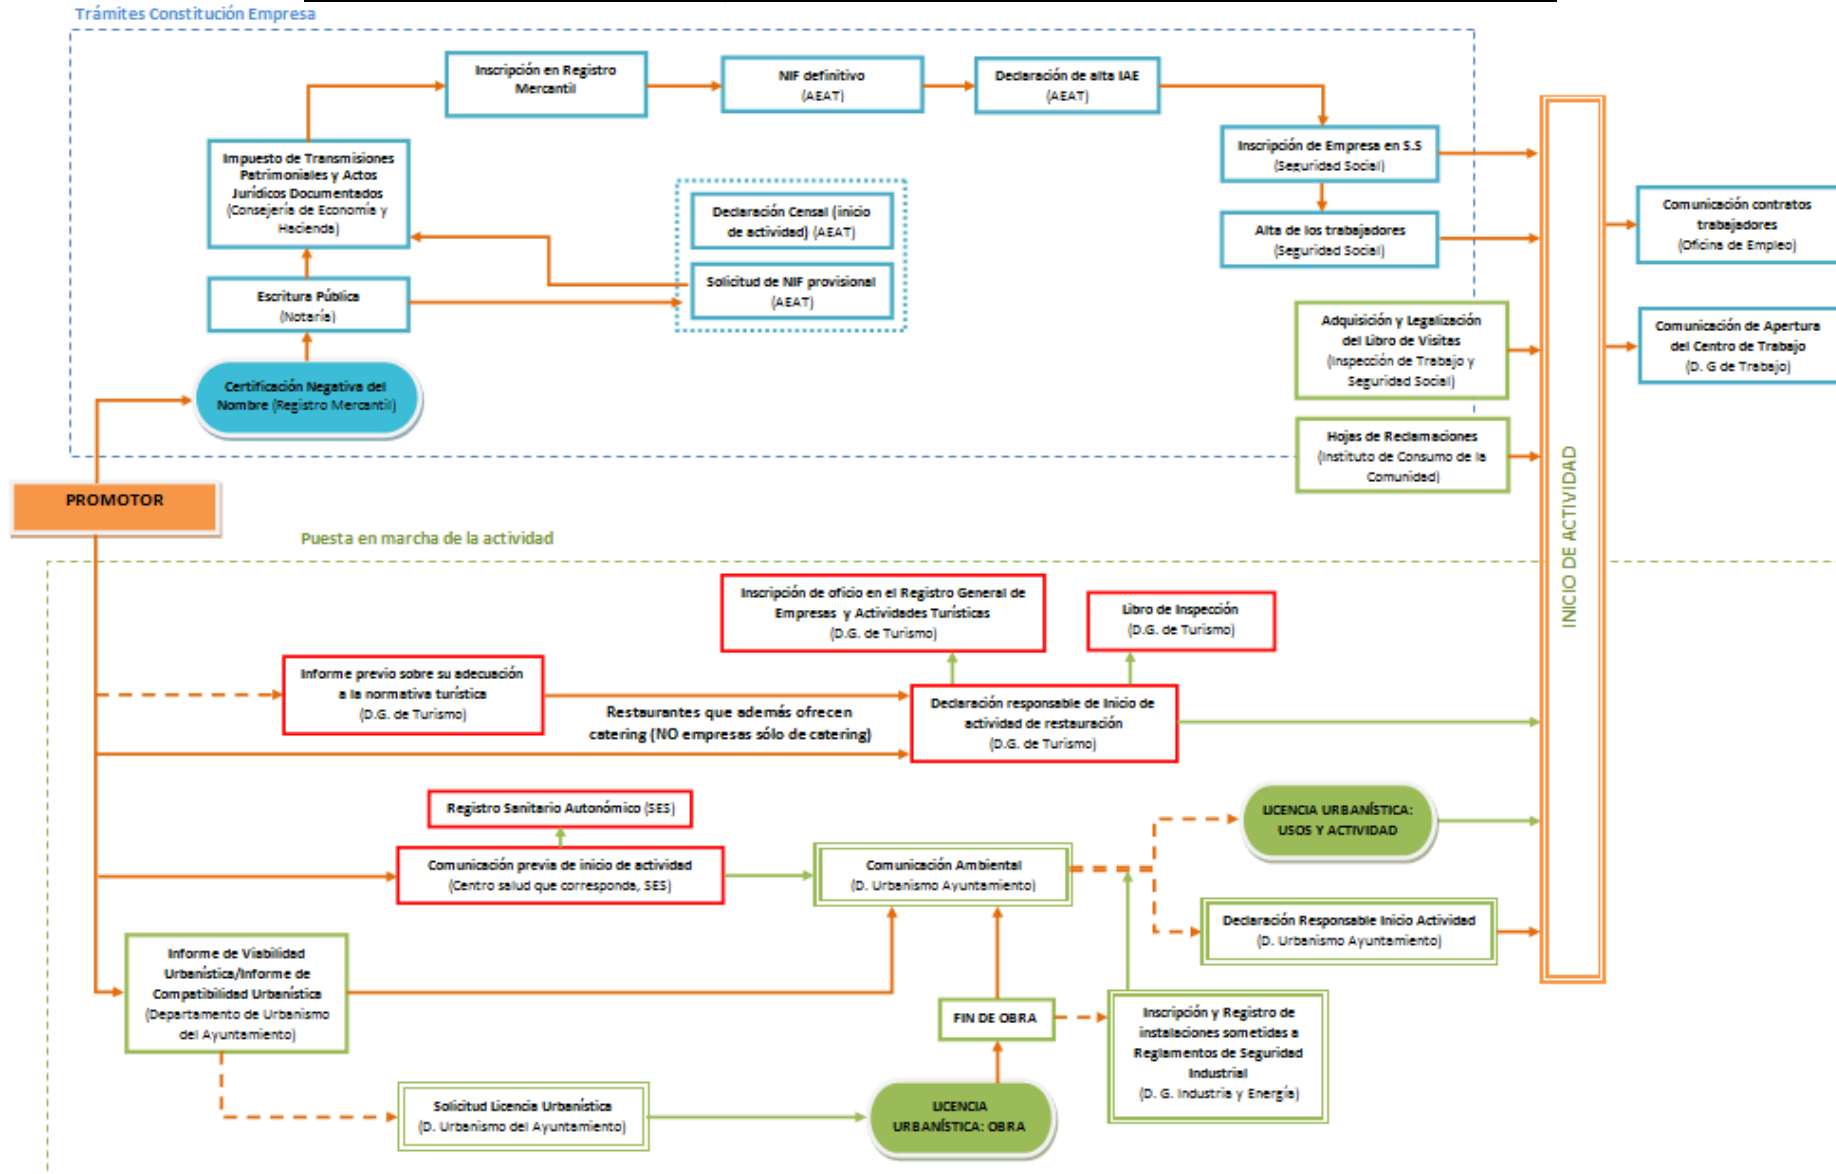 Trámites Constitución Empresa
Inscripción en Registro
Mercantil
NIF definitivo
(AEAT)
Declaración de alta IAE
(AEAT)
Impuesto de Transmisiones
Patrimoniales y Actos
Jurídicos Documentados
(Consejería de Economía y
Hacienda)
Inscripción de Empresa en S.S
(Seguridad Social)
Declaración Censal (inicio
de actividad) (AEAT)
Alta de los trabajadores
(Seguridad Social)
Comunicación contratos
trabajadores
(Oficina de Empleo)
Escritura Pública
(Notaría)
Solicitud de NIF provisional
(AEAT)
Adquisición y Legalización
del Libro de Visitas
(Inspección de Trabajo y
Seguridad Social)
Comunicación de Apertura
del Centro de Trabajo
(D. G de Trabajo)
Certificación Negativa del
Nombre (Registro Mercantil)
Hojas de Reclamaciones
(Instituto de Consumo de la
Comunidad)
PROMOTOR
INICIO DE ACTIVIDAD
Puesta en marcha de la actividad
Inscripción de oficio en el Registro General de
Empresas y Actividades Turísticas
(D.G. de Turismo)
Libro de Inspección
(D.G. de Turismo)
Informe previo sobre su adecuación
a la normativa turística
(D.G. de Turismo)
Restaurantes que además ofrecen
catering (NO empresas sólo de catering)
Declaración responsable de Inicio de
actividad de restauración
(D.G. de Turismo)
Registro Sanitario Autonómico (SES)
LICENCIA URBANÍSTICA:
USOS Y ACTIVIDAD
Comunicación previa de inicio de actividad
(Centro salud que corresponda, SES)
Comunicación Ambiental
(D. Urbanismo Ayuntamiento)
Declaración Responsable Inicio Actividad
(D. Urbanismo Ayuntamiento)
Informe de Viabilidad
Urbanística/Informe de
Compatibilidad Urbanística
(Departamento de Urbanismo
del Ayuntamiento)
FIN DE OBRA
Inscripción y Registro de
instalaciones sometidas a
Reglamentos de Seguridad
Industrial
(D. G. Industria y Energía)
Solicitud Licencia Urbanística
(D. Urbanismo del Ayuntamiento)
LICENCIA
URBANÍSTICA: OBRA